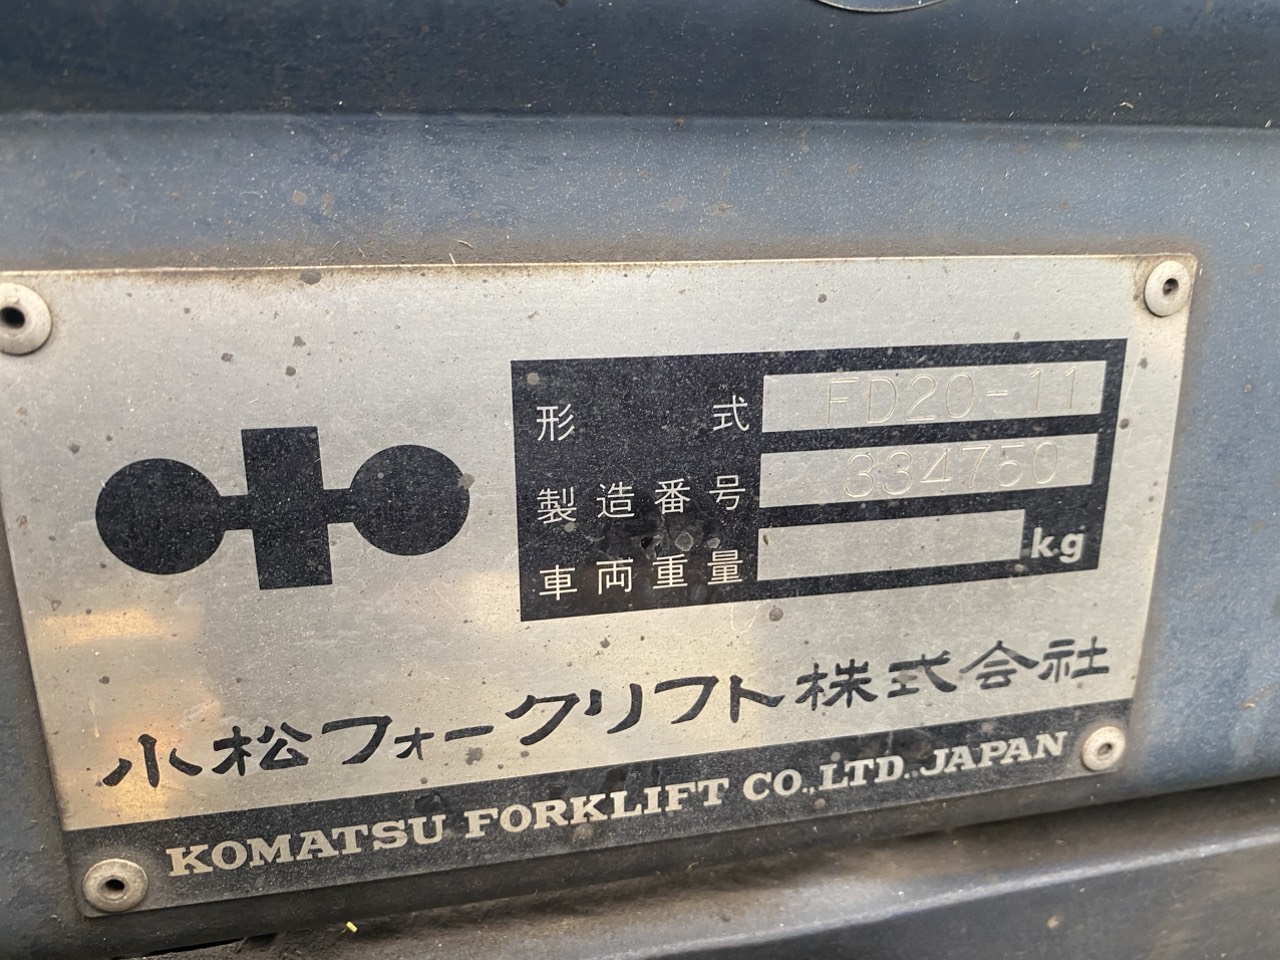 形式 FD20-11
製造番号 334750
車両重量 kg
小松フォークリフト株式会社
KOMATSU FORKLIFT CO.,LTD.,JAPAN